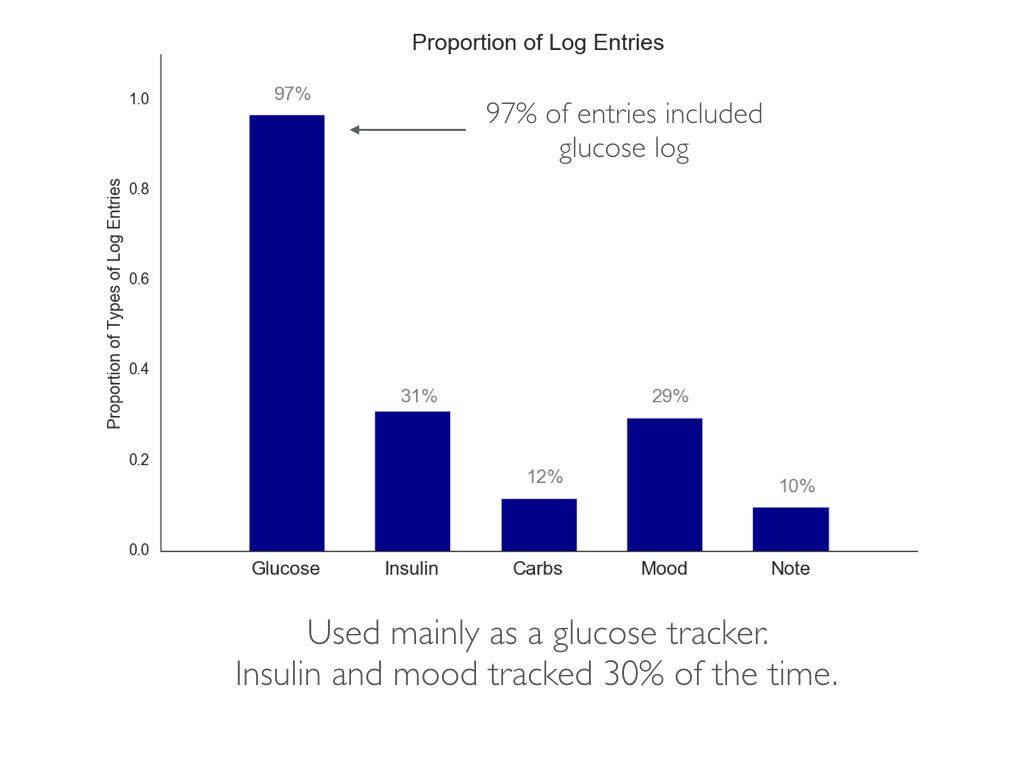 Proportion of Log Entries
Proportion of Types of Log Entries
1.0
0.8
0.6
0.4
0.2
0.0
97%
31%
12%
29%
10%
97% of entries included
glucose log
Glucose
Insulin
Carbs
Mood
Note
Used mainly as a glucose tracker.
Insulin and mood tracked 30% of the time.